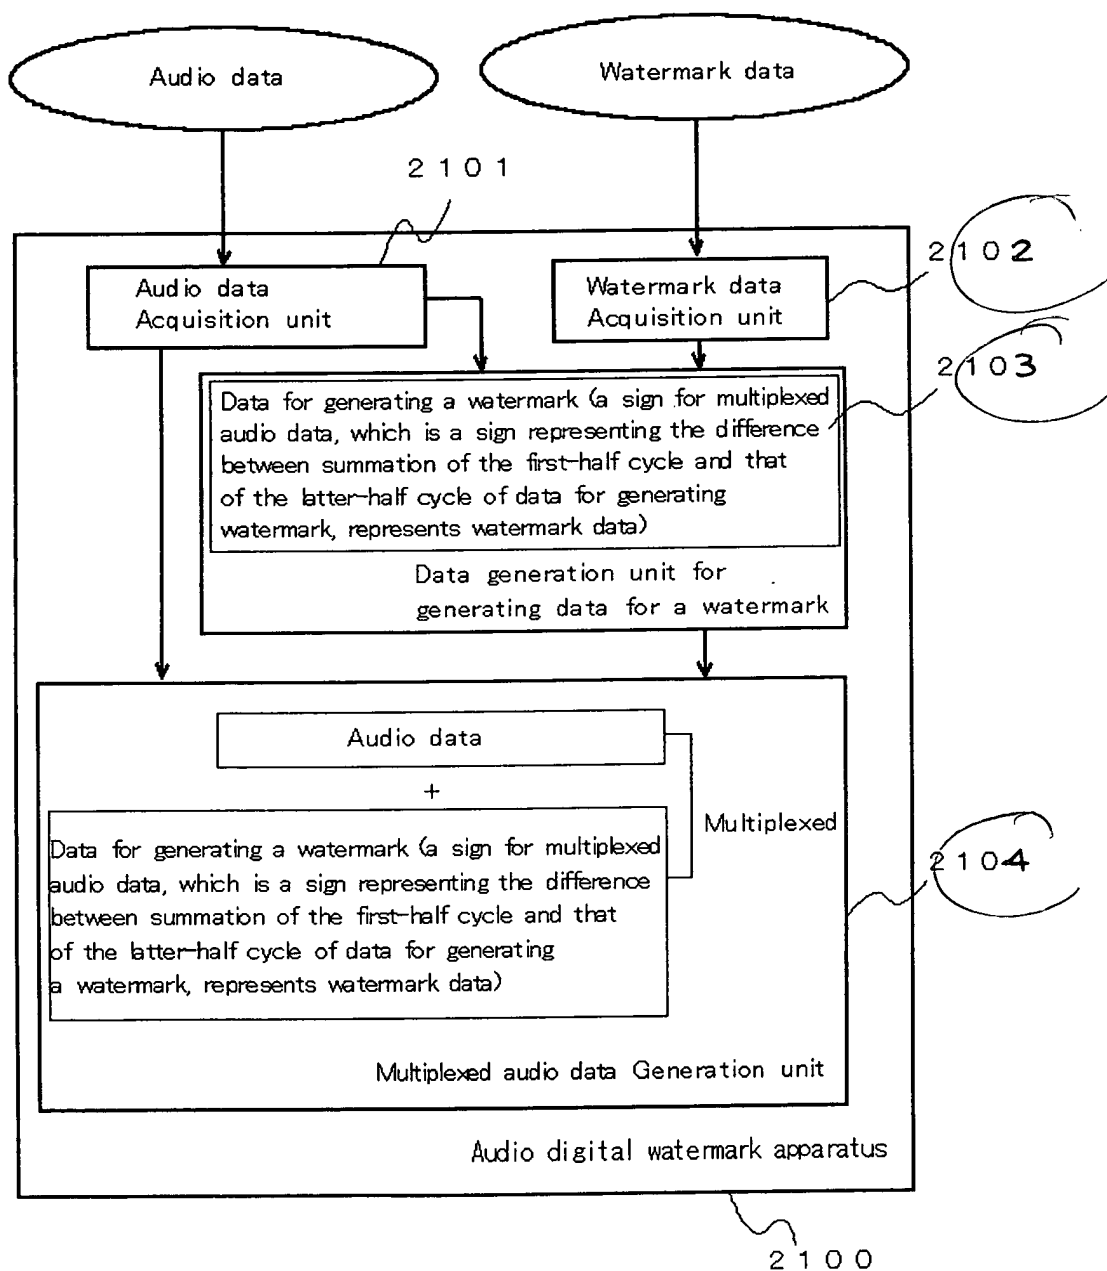 Audio data
Watermark data
2101
2102
Audio data
Acquisition unit
Watermark data
Acquisition unit
2103
Data for generating a watermark (a sign for multiplexed
audio data, which is a sign representing the difference
between summation of the first-half cycle and that
of the latter-half cycle of data for generating
watermark, represents watermark data)
Data generation unit for
generating data for a watermark
Audio data
+
Multiplexed
Data for generating a watermark (a sign for multiplexed
audio data, which is a sign representing the difference
between summation of the first-half cycle and that
of the latter-half cycle of data for generating
a watermark, represents watermark data)
2104
Multiplexed audio data Generation unit
Audio digital watermark apparatus
2100